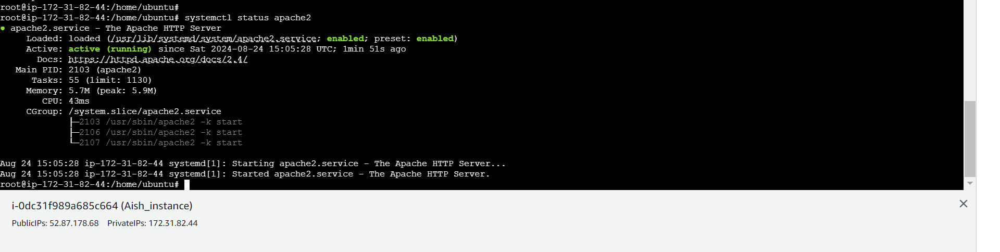 root@ip-172-31-82-44:/home/ubuntu#
root@ip-172-31-82-44:/home/ubuntu# systemctl status apache2
● apache2.service - The Apache HTTP Server
Loaded: loaded (/usr/lib/systemd/system/apache2.service; enabled; preset: enabled)
Active: active (running) since Sat 2024-08-24 15:05:28 UTC; 1min 51s ago
Docs: https://httpd.apache.org/docs/2.4/
Main PID: 2103 (apache2)
Tasks: 55 (limit: 1130)
Memory: 5.7M (peak: 5.9M)
CPU: 43ms
CGroup: /system.slice/apache2.service
├─2103 /usr/sbin/apache2 -k start
├─2106 /usr/sbin/apache2 -k start
└─2107 /usr/sbin/apache2 -k start
Aug 24 15:05:28 ip-172-31-82-44 systemd[1]: Starting apache2.service - The Apache HTTP Server...
Aug 24 15:05:28 ip-172-31-82-44 systemd[1]: Started apache2.service - The Apache HTTP Server.
root@ip-172-31-82-44:/home/ubuntu#
i-0dc31f989a685c664 (Aish_instance)
PublicIPs: 52.87.178.68 PrivateIPs: 172.31.82.44